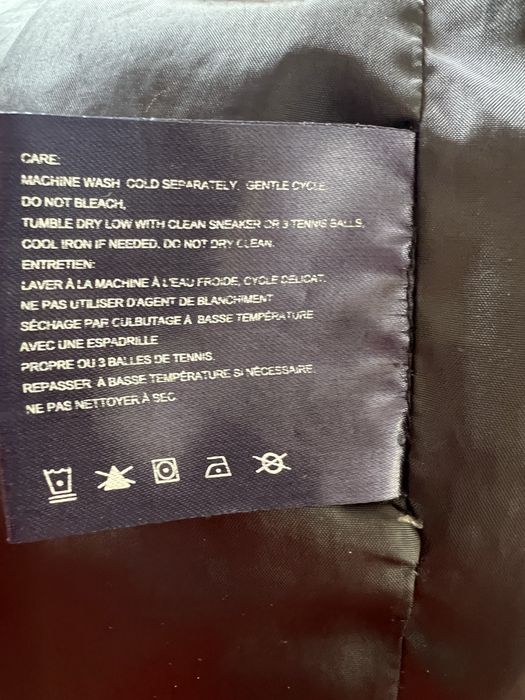 CARE:
MACHINE WASH COLD SEPARATELY, GENTLE CYCLE.
DO NOT BLEACH,
TUMBLE DRY LOW WITH CLEAN SNEAKER OR 3 TENNIS BALLS,
COOL IRON IF NEEDED. DO NOT DRY CLEAN.
ENTRETIEN:
LAVER À LA MACHINE À L'EAU FROIDE, CYCLE DELICAT.
NE PAS UTILISER D'AGENT DE BLANCHIMENT
SÉCHAGE PAR CULBUTAGE À BASSE TEMPÉRATURE
AVEC UNE ESPADRILLE
PROPRE OU 3 BALLES DE TENNIS.
REPASSER À BASSE TEMPÉRATURE SI NÉCESSAIRE.
NE PAS NETTOYER À SEC